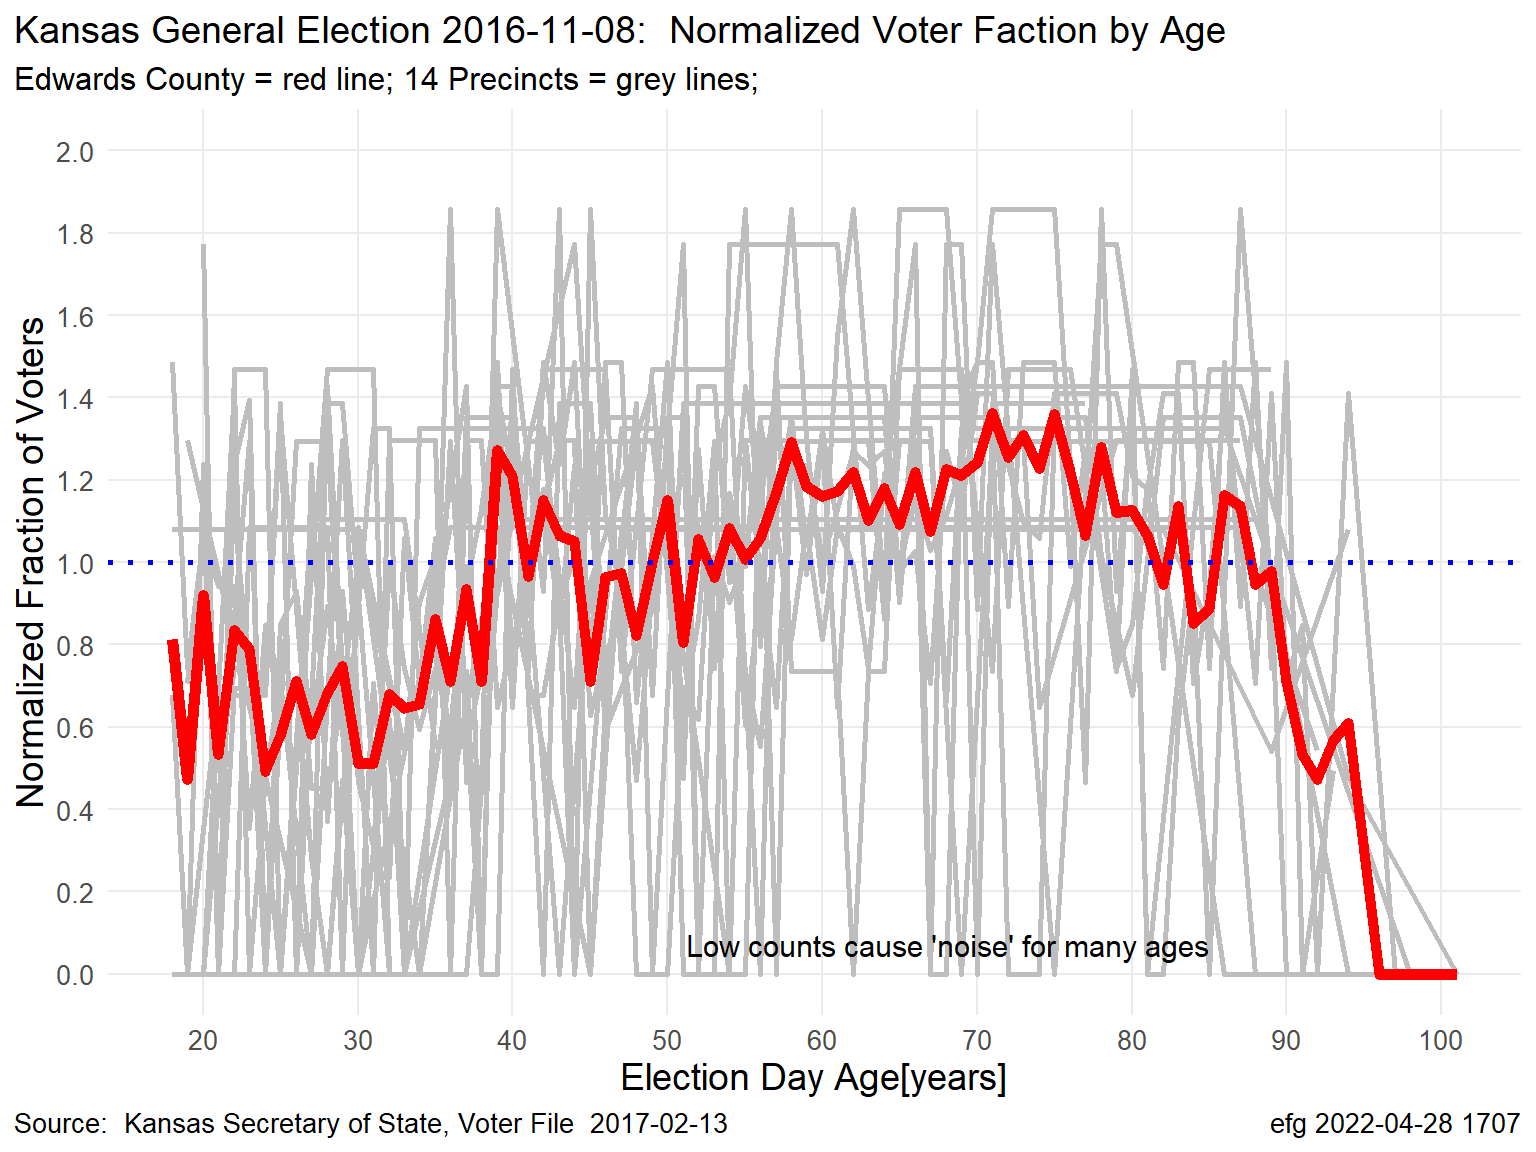 Kansas General Election 2016-11-08:  Normalized Voter Faction by Age
Edwards County = red line; 14 Precincts = grey lines;
Normalized Fraction of Voters
2.0
1.8
1.6
1.4
1.2
1.0
0.8
0.6
0.4
0.2
0.0
Low counts cause 'noise' for many ages
20 30 40 50 60 70 80 90 100
Election Day Age[years]
Source:  Kansas Secretary of State, Voter File  2017-02-13
efg 2022-04-28 1707